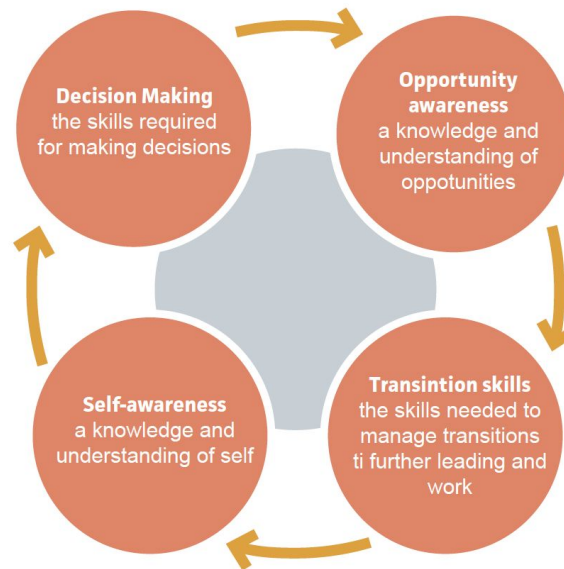 Decision Making
the skills required
for making decisions
Opportunity
awareness
a knowledge and
understanding of
oppotunities
Self-awareness
a knowledge and
understanding of self
Transintion skills
the skills needed to
manage transitions
ti further leading and
work